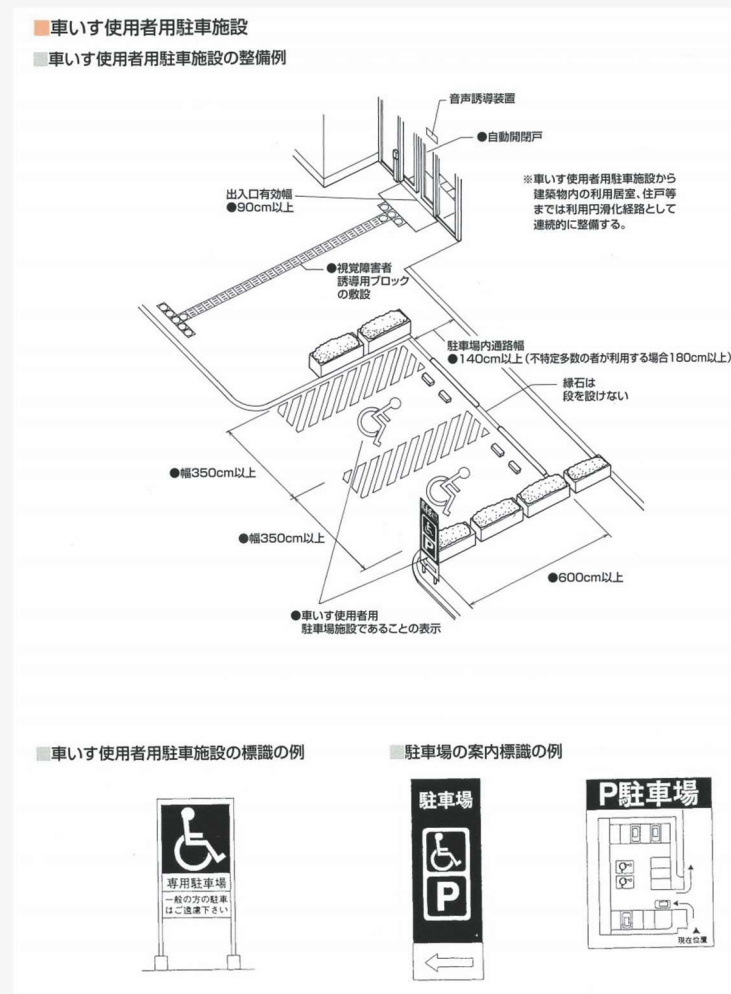 車いす使用者用駐車施設
車いす使用者用駐車施設の整備例
音声誘導装置
●自動開閉戸
※車いす使用者用駐車施設から
建築物内の利用居室、住戸等
までは利用円滑化経路として
連続的に整備する。
出入口有効幅
●90cm以上
●視覚障害者
誘導用ブロック
の敷設
駐車場内通路幅
●140cm以上(不特定多数の者が利用する場合180cm以上)
縁石は
段を設けない
●幅350cm以上
●幅350cm以上
P
●600cm以上
●車いす使用者用
駐車場施設であることの表示
車いす使用者用駐車施設の標識の例
駐車場の案内標識の例
専用駐車場
一般の方の駐車
はご遠慮下さい
駐車場
P
P駐車場
現在位置